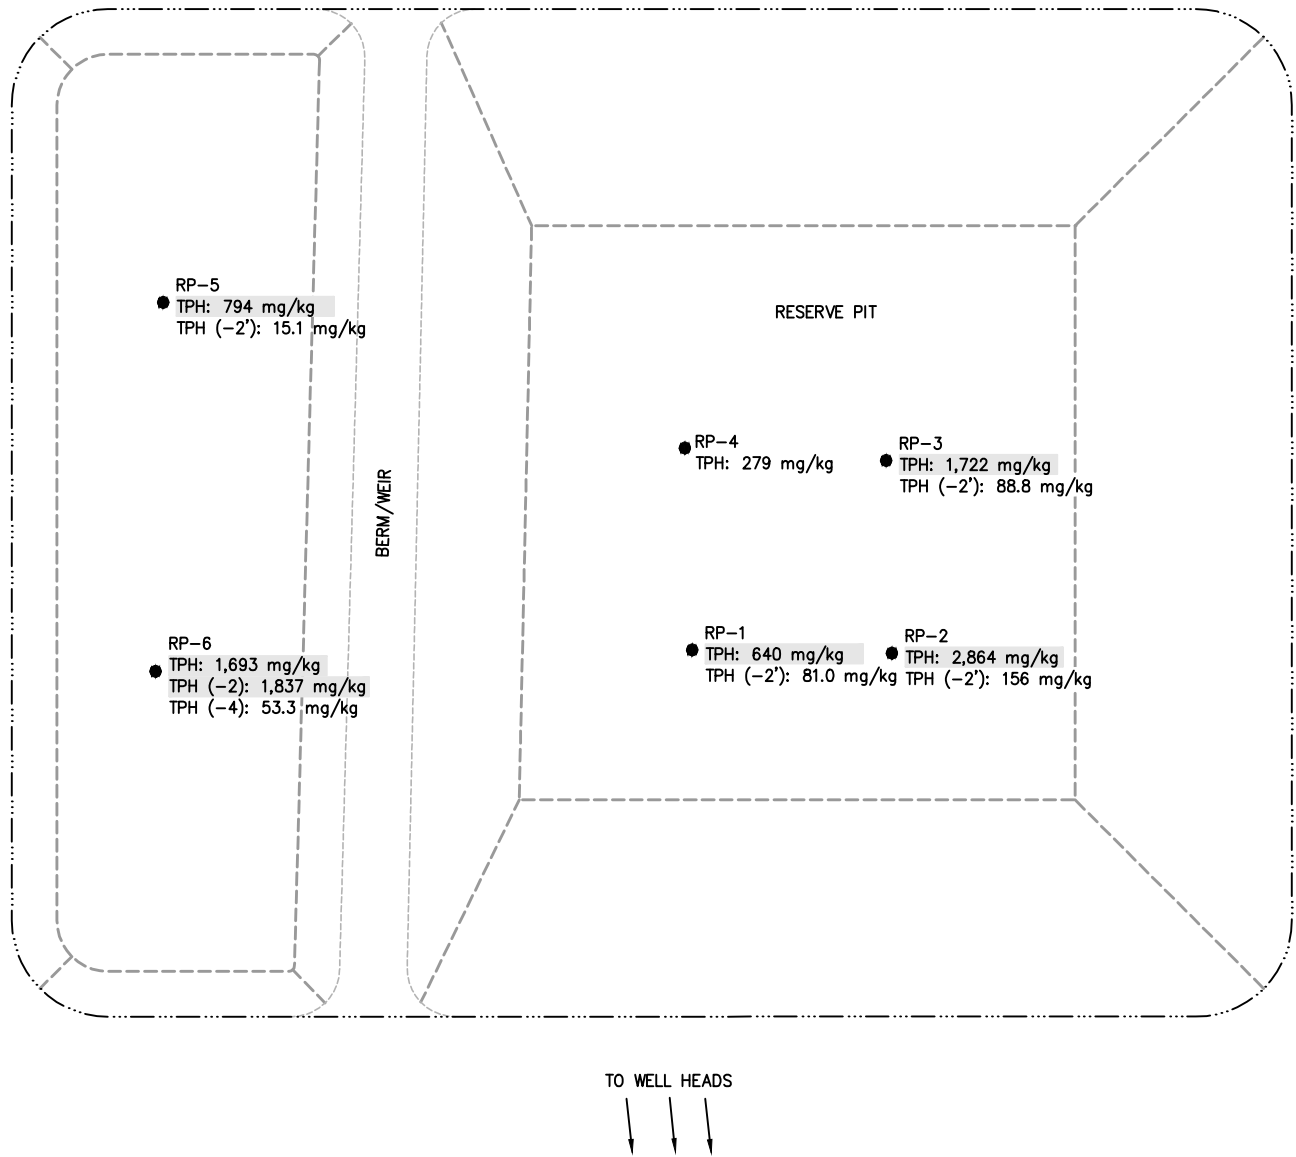 RP-5
TPH: 794 mg/kg
TPH (-2'): 15.1 mg/kg
RESERVE PIT
RP-4
TPH: 279 mg/kg
RP-3
TPH: 1,722 mg/kg
TPH (-2'): 88.8 mg/kg
BERM/WEIR
RP-6
TPH: 1,693 mg/kg
TPH (-2): 1,837 mg/kg
TPH (-4): 53.3 mg/kg
RP-1
TPH: 640 mg/kg
TPH (-2'): 81.0 mg/kg
RP-2
TPH: 2,864 mg/kg
TPH (-2'): 156 mg/kg
TO WELL HEADS